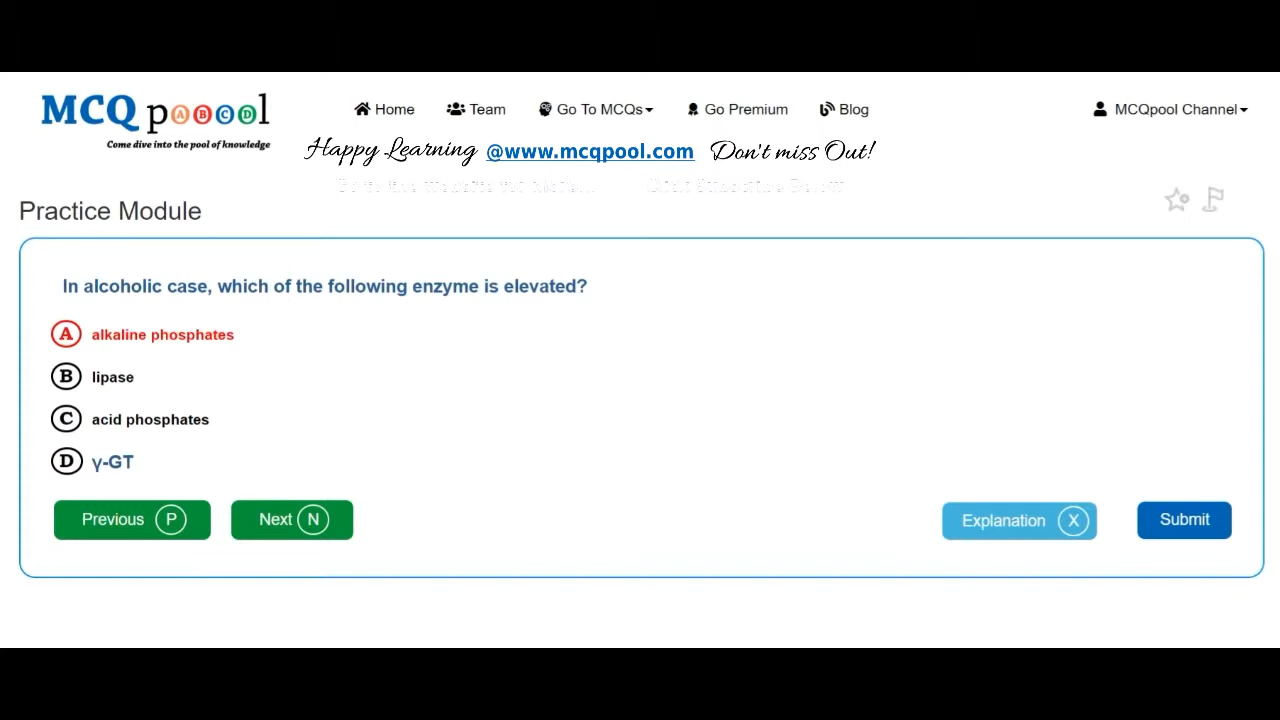 MCQ pooool
Come dive into the pool of knowledge
Home Team Go To MCQs Go Premium Blog MCQpool Channel
Happy Learning @www.mcqpool.com Don't miss Out!
Practice Module
In alcoholic case, which of the following enzyme is elevated?
A alkaline phosphates
B lipase
C acid phosphates
D γ-GT
Previous P Next N Explanation X Submit